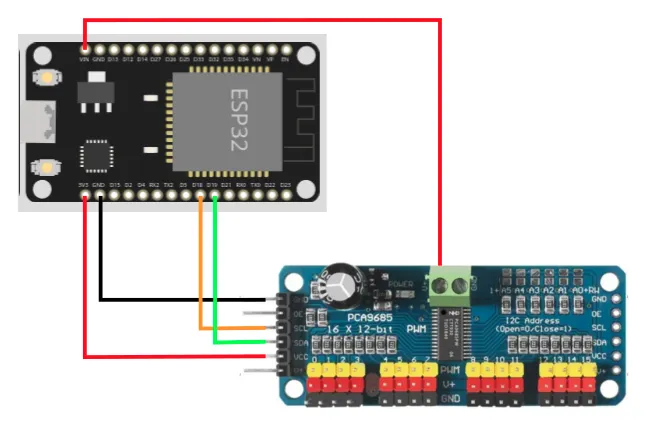 VIN GND D13 D12 D14 D27 D26 D25 D33 D32 D35 D34 VN VP EN
ESP32
3V3 GND D15 D2 D4 RX2 TX2 D5 D18 D19 D21 RX0 TX0 D22 D23
POWER
V+
GND
1+ A5 A4 A3 A2 A1 A0+RW
GND
GND
OE
OE
PCA9685
I2C Address
SCL
16 X 12-bit PWM
(Open=0/Close=1)
SCL
SDA
SDA
VCC
VCC
0 1 2 3 4 5 6 7 8 9 10 11 12 13 14 15
V+
PWM
V+
V+
GND